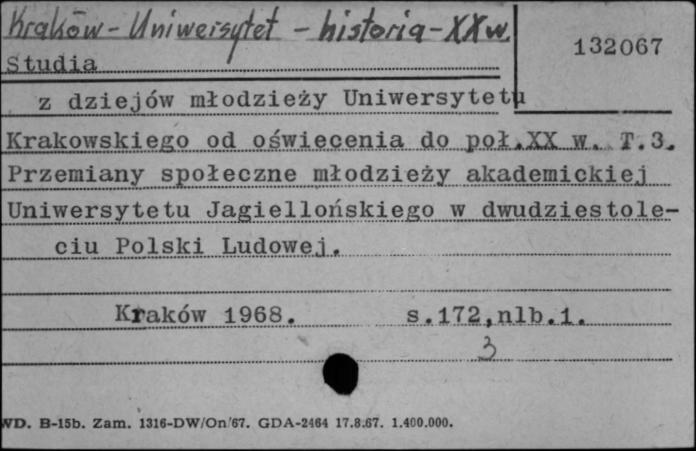 Kraków - Uniwersytet - historia - XX w.
132067
Studia
z dziejów młodzieży Uniwersytetu
Krakowskiego od oświecenia do poł.XX w. T.3.
Przemiany społeczne młodzieży akademickiej
Uniwersytetu Jagiellońskiego w dwudziestole-
ciu Polski Ludowej.
Kraków 1968. s.172,nlb.1.
3
WD. B-15b. Zam. 1316-DW/On/67. GDA-2464 17.8.67. 1.400.000.